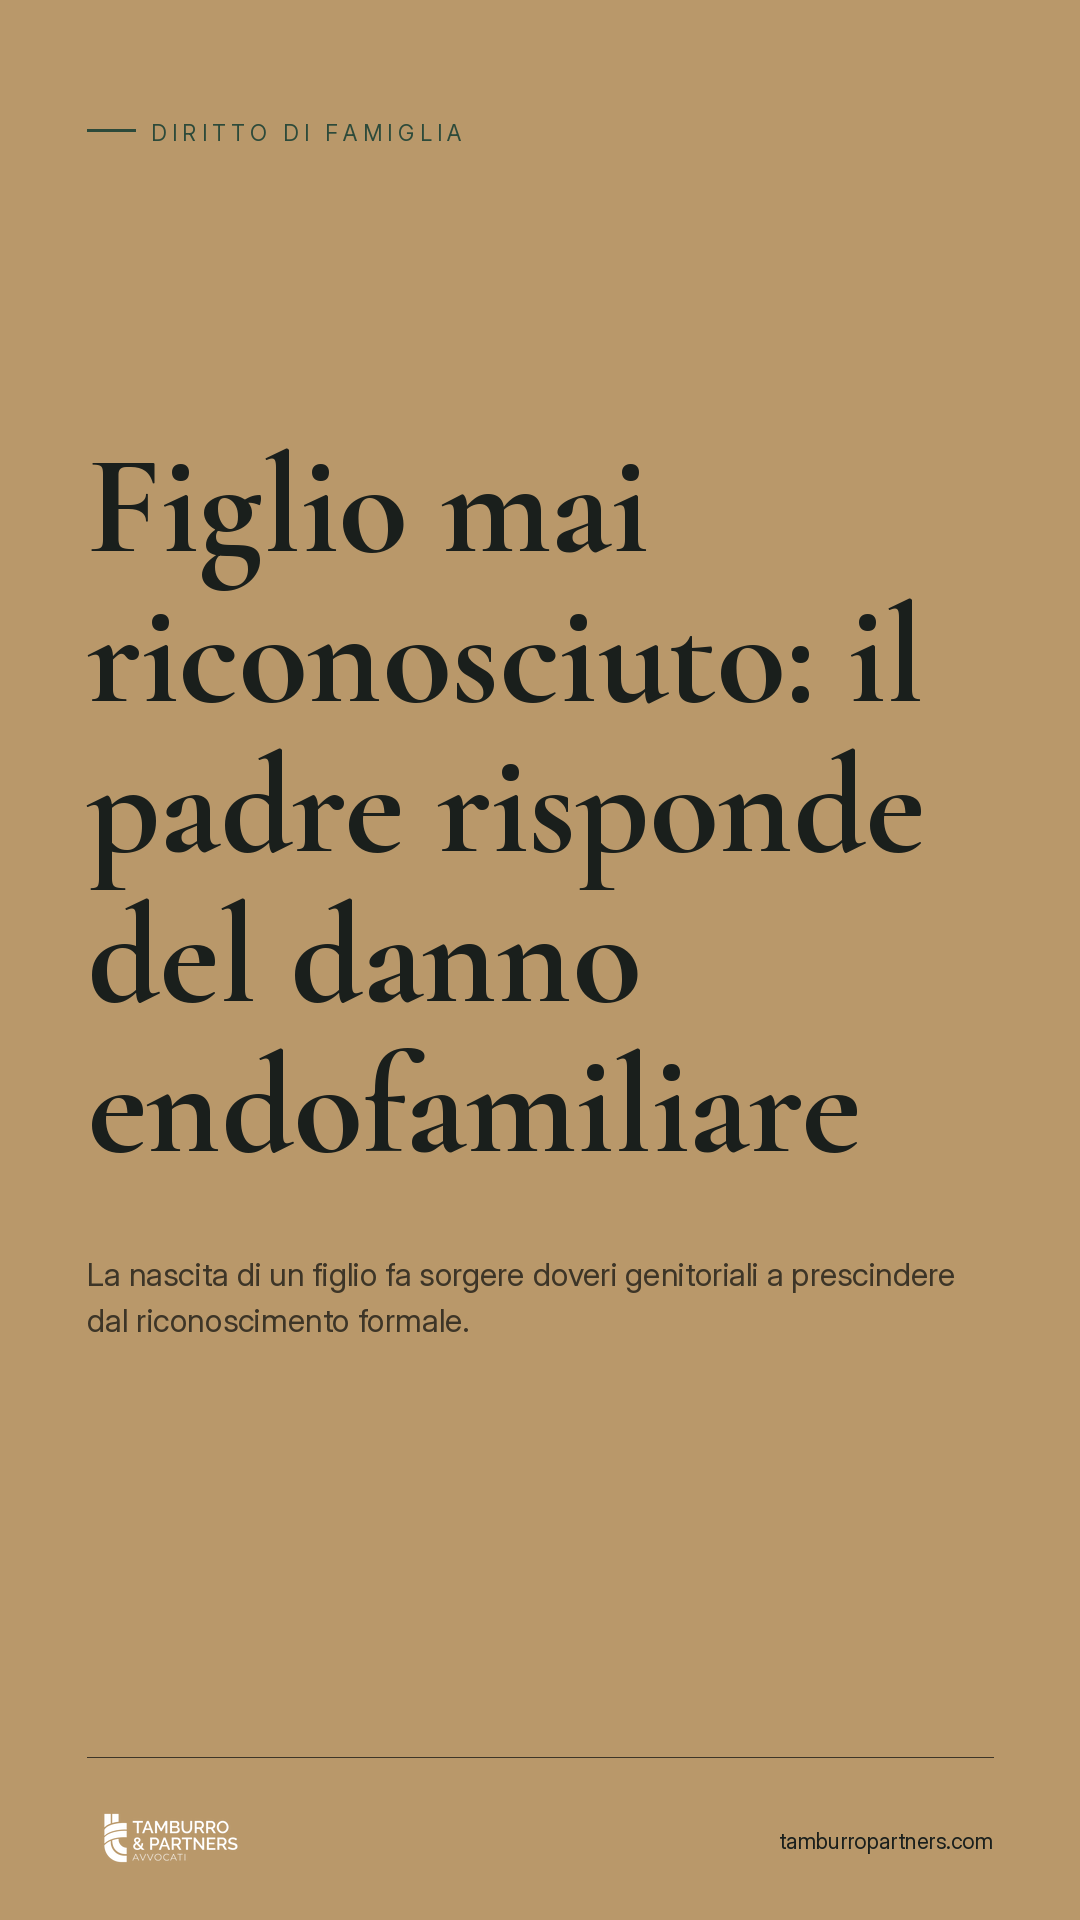 DIRITTO DI FAMIGLIA
Figlio mai
riconosciuto: il
padre risponde
del danno
endofamiliare
La nascita di un figlio fa sorgere doveri genitoriali a prescindere
dal riconoscimento formale.
TAMBURRO
& PARTNERS
AVVOCATI
tamburropartners.com